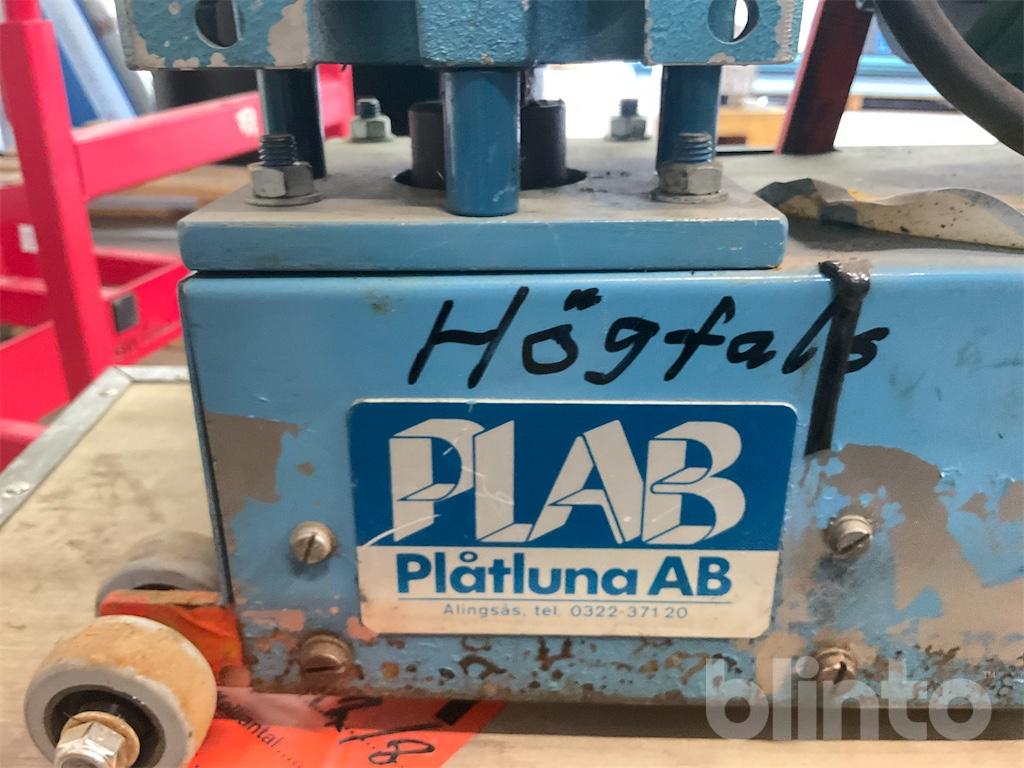 Högfals
PLAB
Plåtluna AB
Alingsås. tel. 0322-371 20
blinto